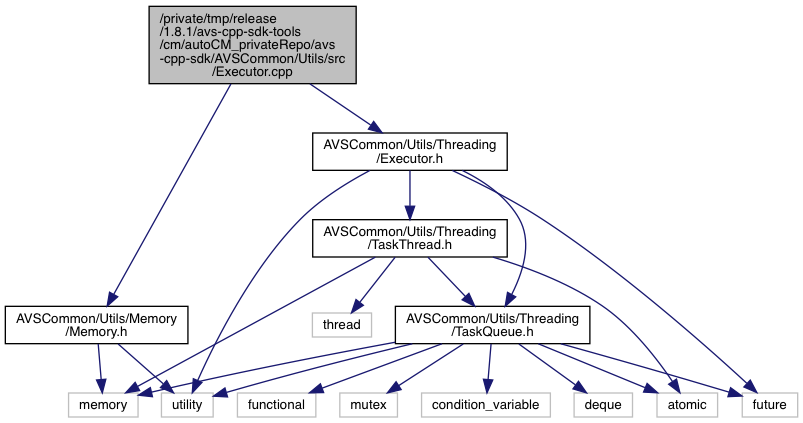 /private/tmp/release
/1.8.1/avs-cpp-sdk-tools
/cm/autoCM_privateRepo/avs
-cpp-sdk/AVSCommon/Utils/src
/Executor.cpp
AVSCommon/Utils/Threading
/Executor.h
AVSCommon/Utils/Threading
/TaskThread.h
AVSCommon/Utils/Memory
/Memory.h
thread
AVSCommon/Utils/Threading
/TaskQueue.h
memory
utility
functional
mutex
condition_variable
deque
atomic
future